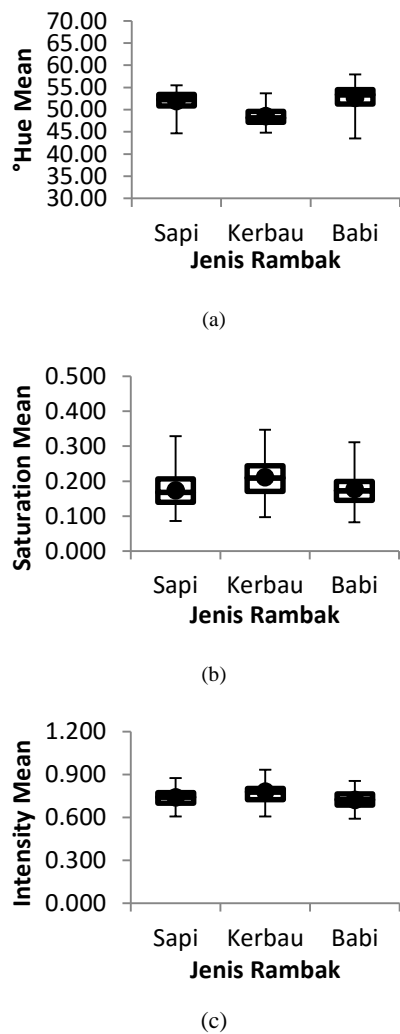 70.00
65.00
60.00
55.00
50.00
45.00
40.00
35.00
30.00
°Hue Mean
Sapi Kerbau Babi
Jenis Rambak
(a)
0.500
0.400
0.300
0.200
0.100
0.000
Saturation Mean
Sapi Kerbau Babi
Jenis Rambak
(b)
1.200
0.900
0.600
0.300
0.000
Intensity Mean
Sapi Kerbau Babi
Jenis Rambak
(c)